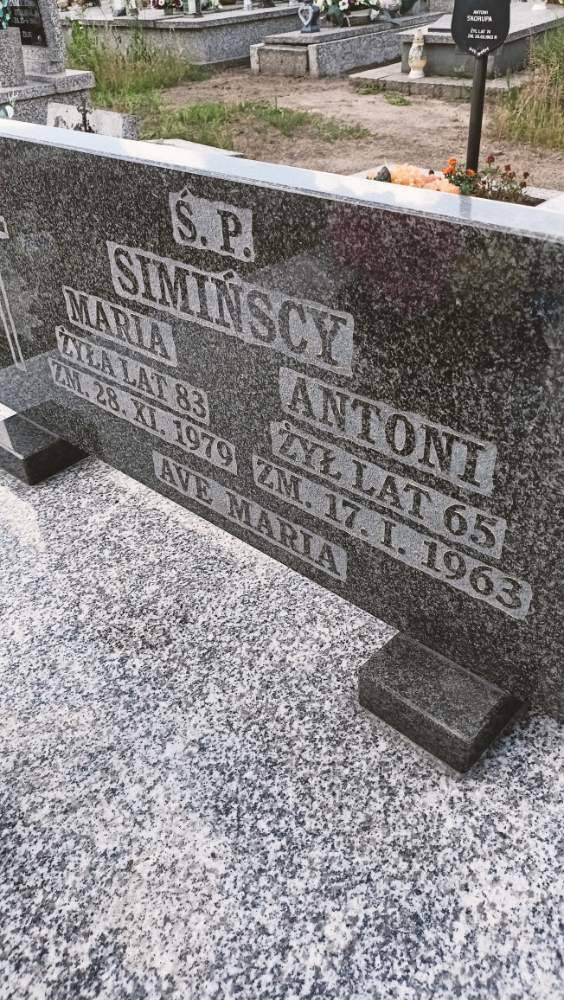 Ś. P.
SIMIŃSCY
MARIA
ŻYŁA LAT 83
ZM. 28. XI. 1979
ANTONI
ŻYŁ LAT 65
ZM. 17. I. 1963
AVE MARIA
ANTONI
SKORUPA